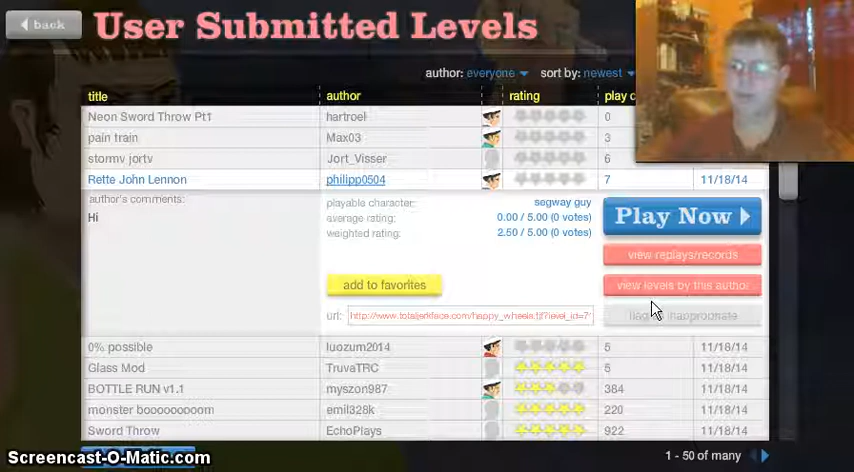 back
User Submitted Levels
author: everyone sort by: newest
title author rating
Neon Sword Throw Pt1 hartroel 0
pain train Max03 3
stormv jortv Jort_Visser 6
Rette John Lennon philipp0504 7 11/18/14
author's comments:
Hi
playable character: segway guy
average rating: 0.00 / 5.00 (0 votes)
weighted rating: 2.50 / 5.00 (0 votes)
Play Now
view replays/records
add to favorites
view levels by this author
url:
flag as inappropriate
0% possible luozum2014 5 11/18/14
Glass Mod TruvaTRC 5 11/18/14
BOTTLE RUN v1.1 myszon987 384 11/18/14
monster booooooooom emil328k 220 11/18/14
Sword Throw EchoPlays 922 11/18/14
Screencast-O-Matic.com
1 - 50 of many